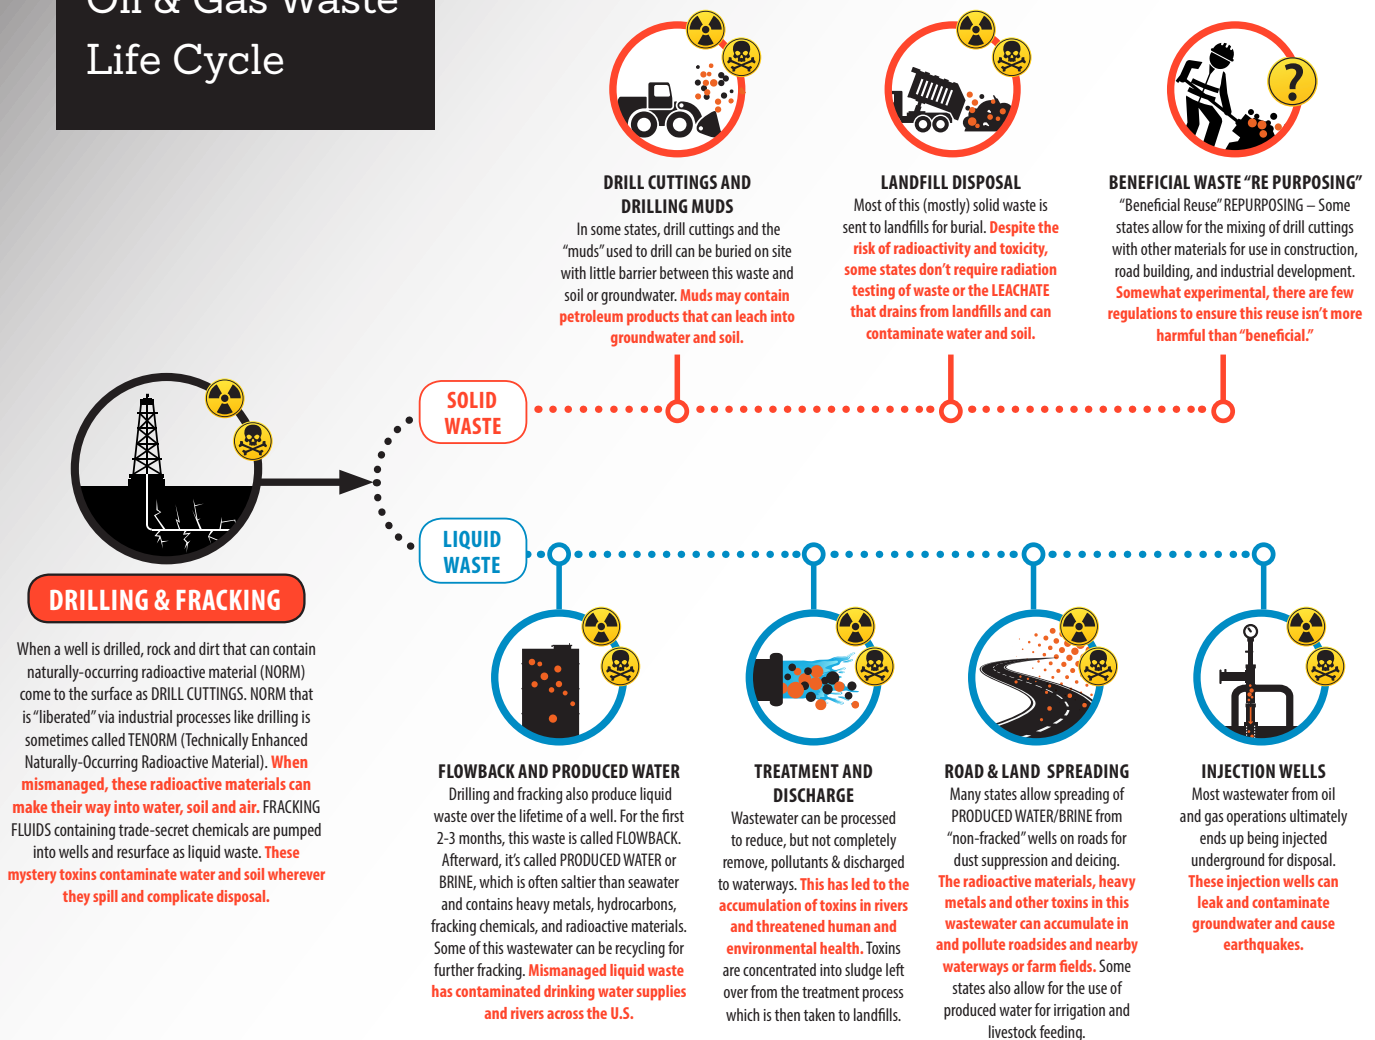 Oil & Gas Waste
Life Cycle
DRILL CUTTINGS AND
DRILLING MUDS
In some states, drill cuttings and the
“muds” used to drill can be buried on site
with little barrier between this waste and
soil or groundwater. Muds may contain
petroleum products that can leach into
groundwater and soil.
LANDFILL DISPOSAL
Most of this (mostly) solid waste is
sent to landfills for burial. Despite the
risk of radioactivity and toxicity,
some states don’t require radiation
testing of waste or the LEACHATE
that drains from landfills and can
contaminate water and soil.
?
BENEFICIAL WASTE “RE PURPOSING”
“Beneficial Reuse” REPURPOSING – Some
states allow for the mixing of drill cuttings
with other materials for use in construction,
road building, and industrial development.
Somewhat experimental, there are few
regulations to ensure this reuse isn’t more
harmful than “beneficial.”
SOLID
WASTE
LIQUID
WASTE
DRILLING & FRACKING
When a well is drilled, rock and dirt that can contain
naturally-occurring radioactive material (NORM)
come to the surface as DRILL CUTTINGS. NORM that
is “liberated” via industrial processes like drilling is
sometimes called TENORM (Technically Enhanced
Naturally-Occurring Radioactive Material). When
mismanaged, these radioactive materials can
make their way into water, soil and air. FRACKING
FLUIDS containing trade-secret chemicals are pumped
into wells and resurface as liquid waste. These
mystery toxins contaminate water and soil wherever
they spill and complicate disposal.
FLOWBACK AND PRODUCED WATER
Drilling and fracking also produce liquid
waste over the lifetime of a well. For the first
2-3 months, this waste is called FLOWBACK.
Afterward, it’s called PRODUCED WATER or
BRINE, which is often saltier than seawater
and contains heavy metals, hydrocarbons,
fracking chemicals, and radioactive materials.
Some of this wastewater can be recycling for
further fracking. Mismanaged liquid waste
has contaminated drinking water supplies
and rivers across the U.S.
TREATMENT AND
DISCHARGE
Wastewater can be processed
to reduce, but not completely
remove, pollutants & discharged
to waterways. This has led to the
accumulation of toxins in rivers
and threatened human and
environmental health. Toxins
are concentrated into sludge left
over from the treatment process
which is then taken to landfills.
ROAD & LAND SPREADING
Many states allow spreading of
PRODUCED WATER/BRINE from
“non-fracked” wells on roads for
dust suppression and deicing.
The radioactive materials, heavy
metals and other toxins in this
wastewater can accumulate in
and pollute roadsides and nearby
waterways or farm fields. Some
states also allow for the use of
produced water for irrigation and
livestock feeding.
INJECTION WELLS
Most wastewater from oil
and gas operations ultimately
ends up being injected
underground for disposal.
These injection wells can
leak and contaminate
groundwater and cause
earthquakes.